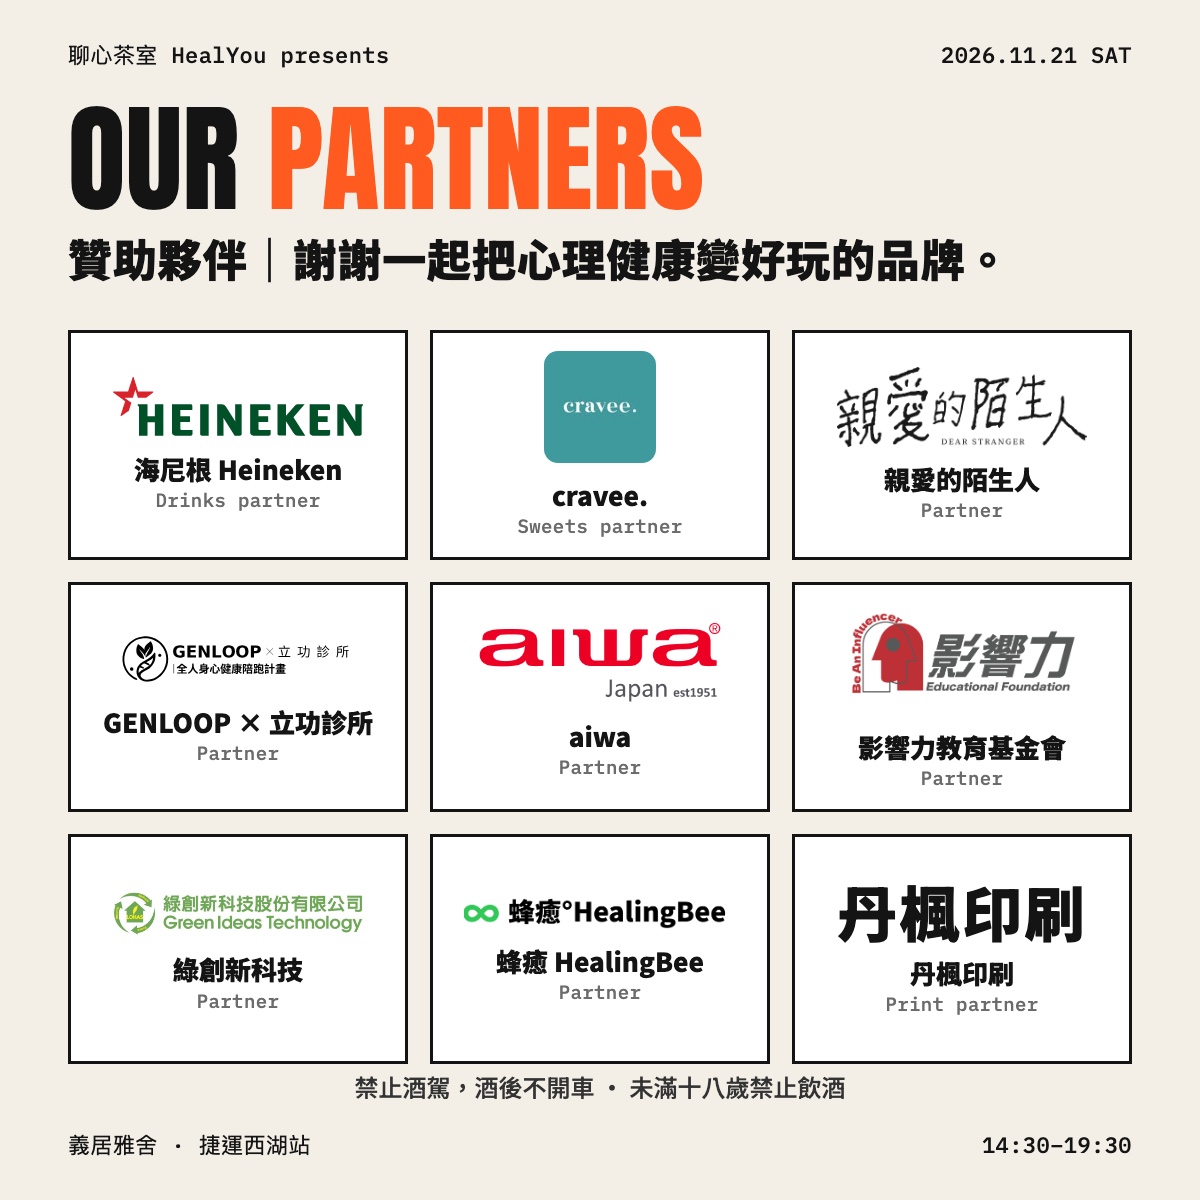 聊心茶室 HealYou presents
2026.11.21 SAT
OUR PARTNERS
贊助夥伴｜謝謝一起把心理健康變好玩的品牌。
HEINEKEN
海尼根 Heineken
Drinks partner
cravee.
cravee.
Sweets partner
親愛的陌生人
DEAR STRANGER
親愛的陌生人
Partner
GENLOOP × 立功診所
全人身心健康陪跑計畫
GENLOOP × 立功診所
Partner
aiwa®
Japan est1951
aiwa
Partner
Be An Influencer
影響力
Educational Foundation
影響力教育基金會
Partner
LOHAS
綠創新科技股份有限公司
Green Ideas Technology
綠創新科技
Partner
蜂癒°HealingBee
蜂癒 HealingBee
Partner
丹楓印刷
丹楓印刷
Print partner
禁止酒駕，酒後不開車 · 未滿十八歲禁止飲酒
義居雅舍 · 捷運西湖站
14:30–19:30